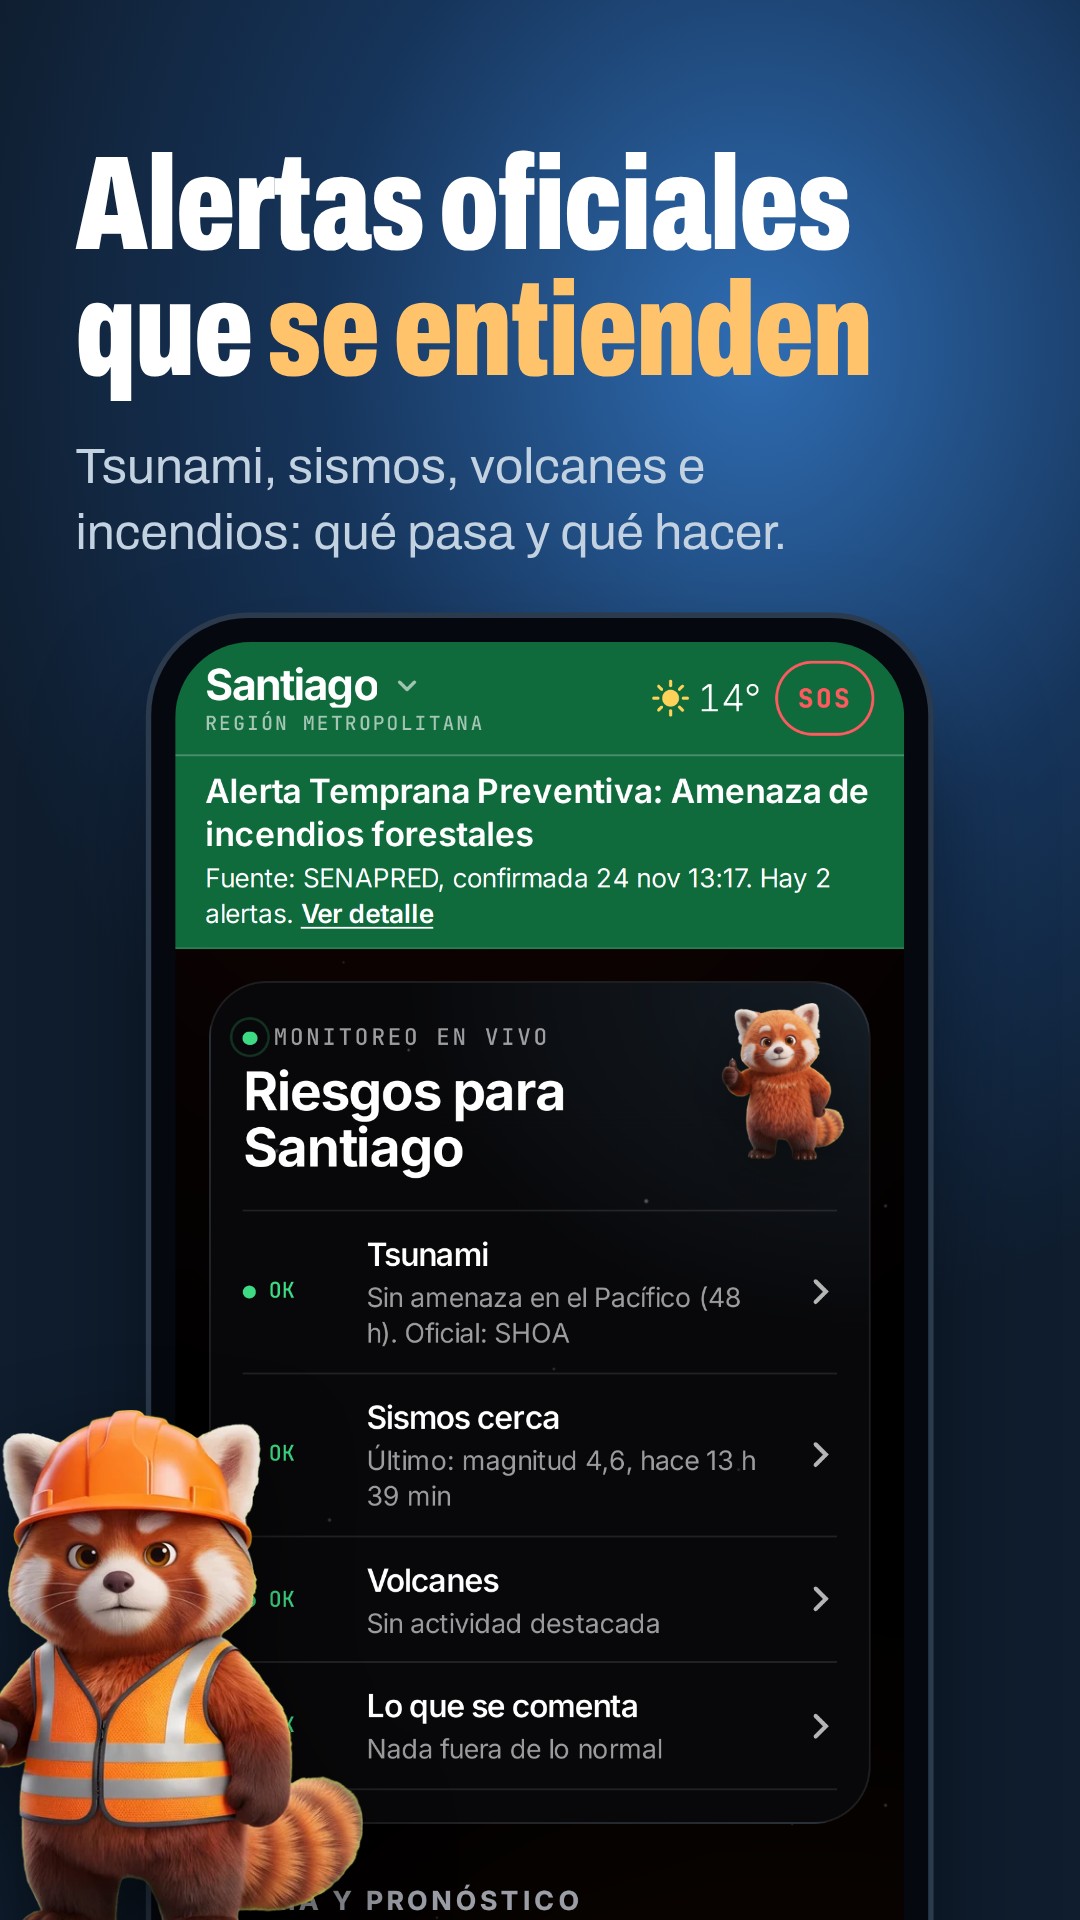 Alertas oficiales
que se entienden
Tsunami, sismos, volcanes e
incendios: qué pasa y qué hacer.
Santiago
14°
SOS
REGIÓN METROPOLITANA
Alerta Temprana Preventiva: Amenaza de
incendios forestales
Fuente: SENAPRED, confirmada 24 nov 13:17. Hay 2
alertas. Ver detalle
MONITOREO EN VIVO
Riesgos para
Santiago
Tsunami
OK
Sin amenaza en el Pacífico (48
h). Oficial: SHOA
Sismos cerca
OK
Último: magnitud 4,6, hace 13 h
39 min
Volcanes
OK
Sin actividad destacada
Lo que se comenta
Nada fuera de lo normal
Y PRONÓSTICO